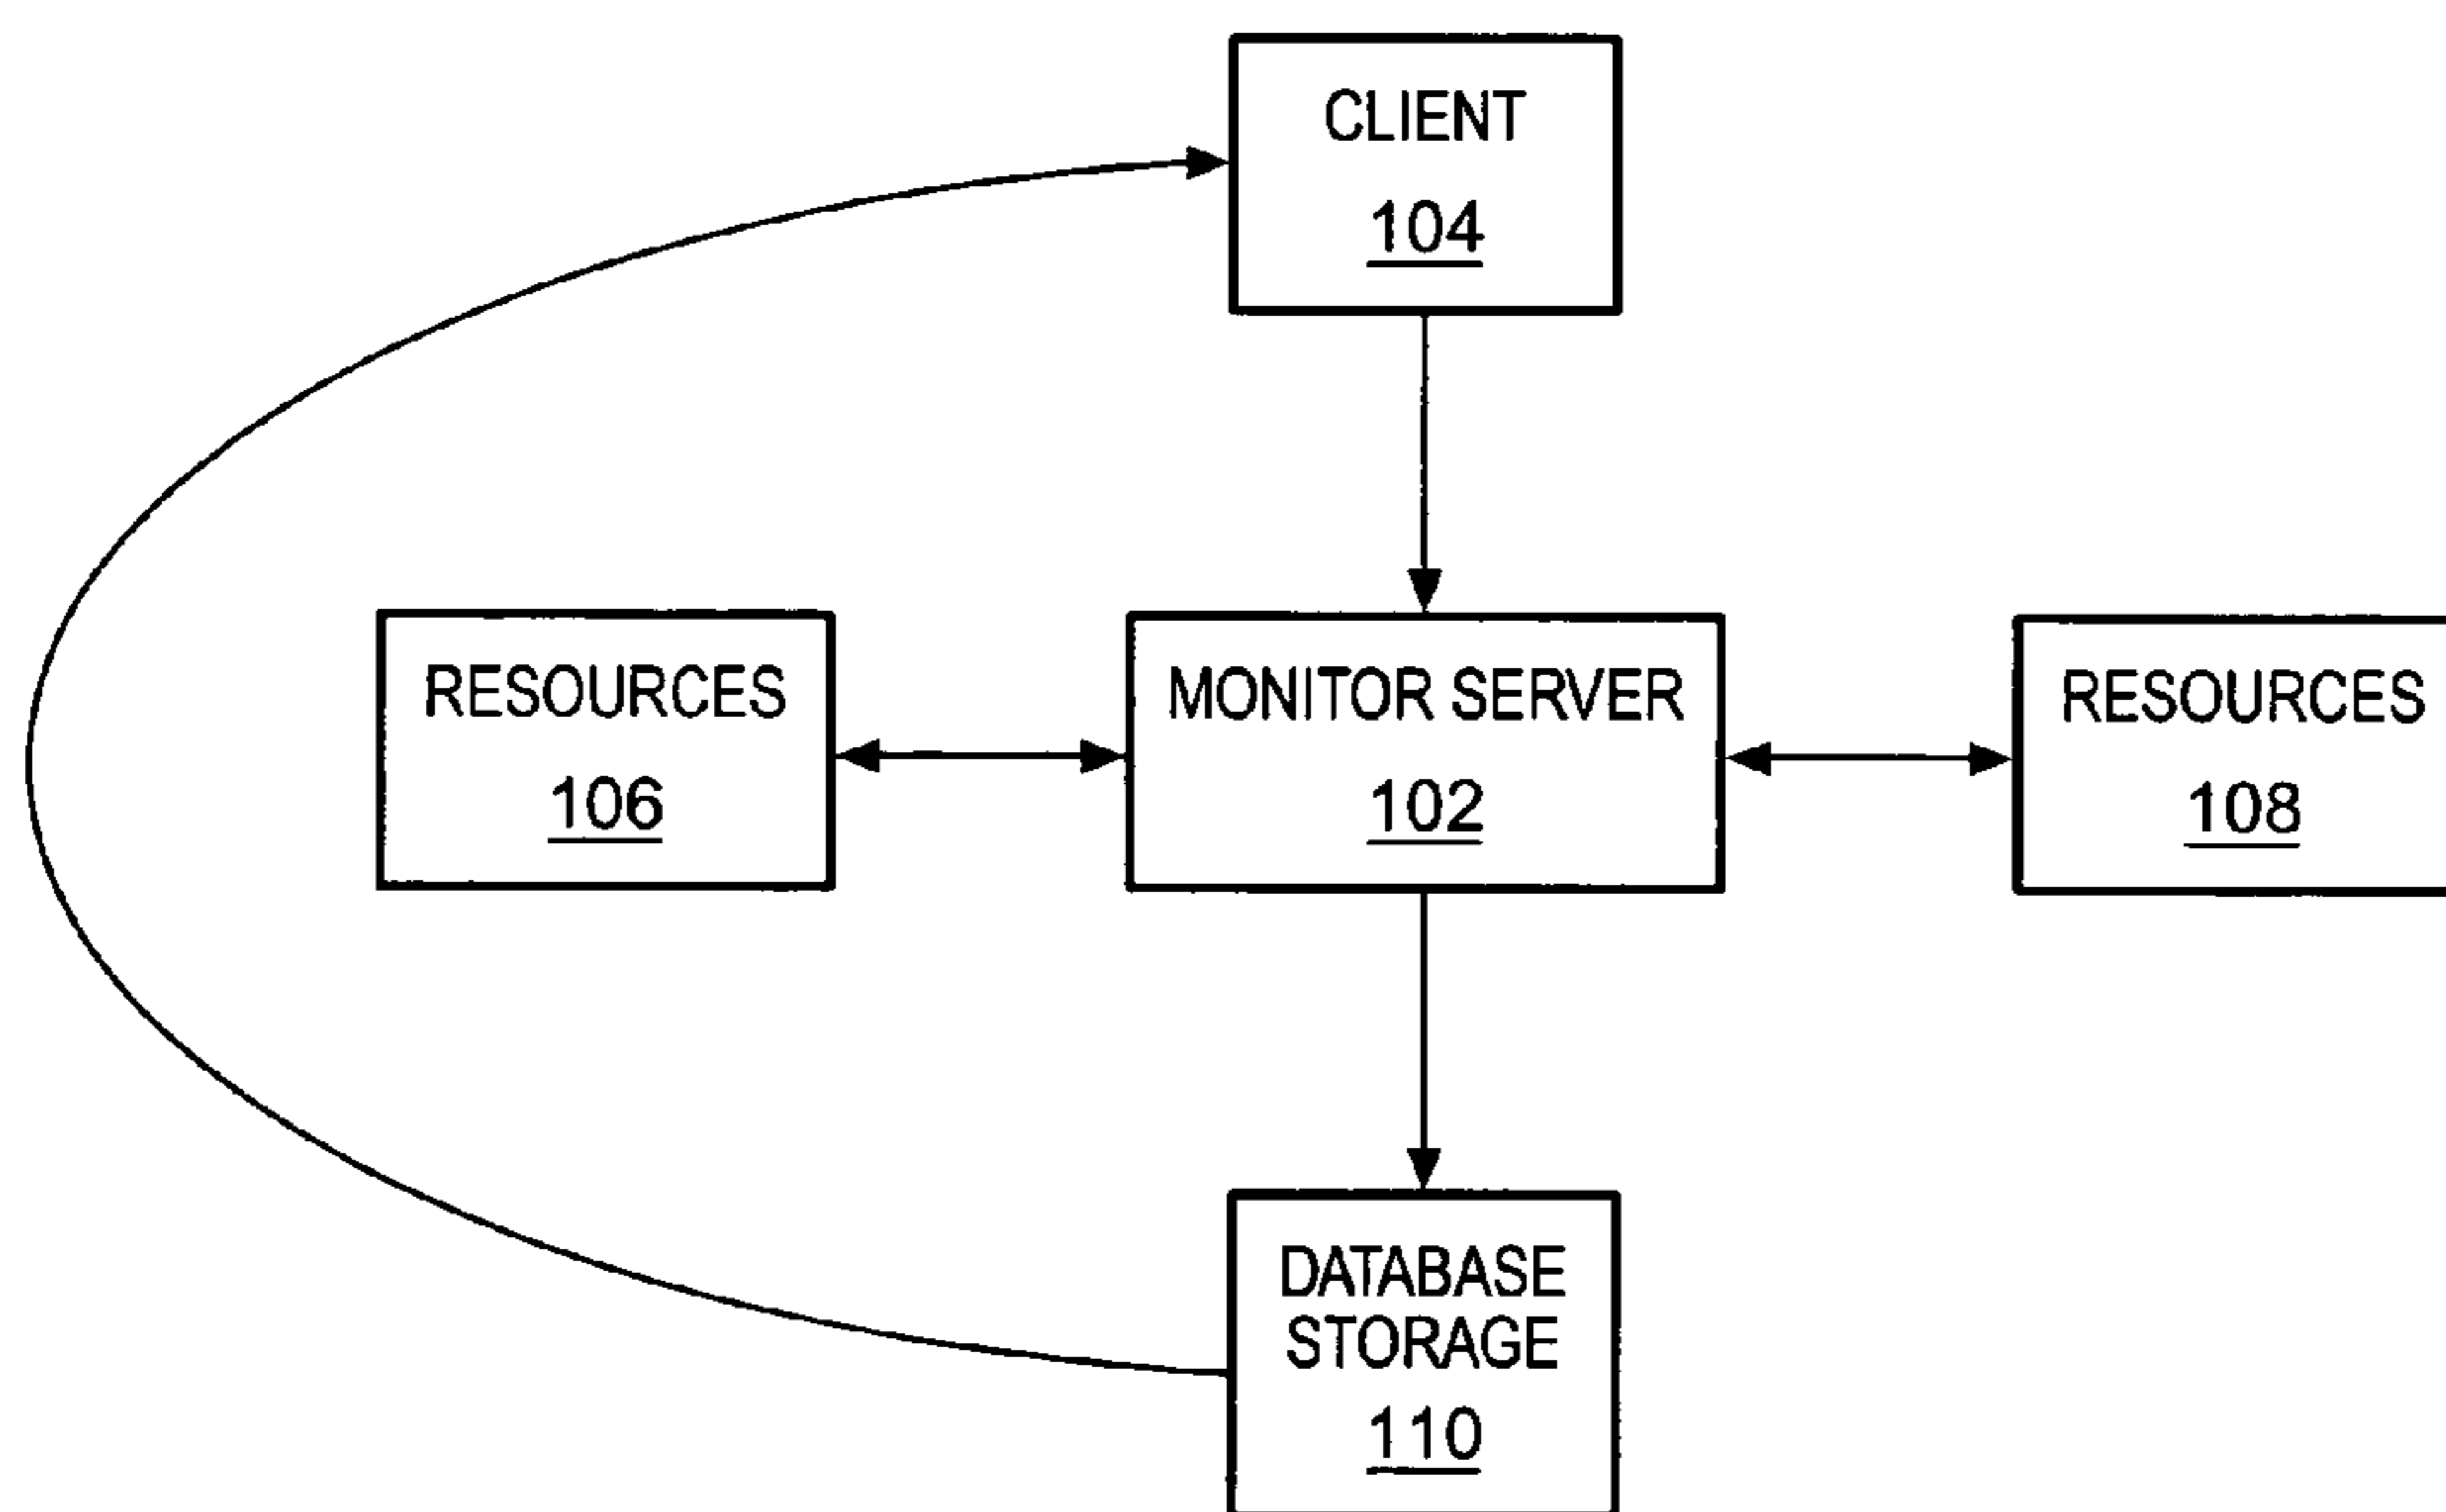 CLIENT
104
RESOURCES
106
MONITOR SERVER
102
RESOURCES
108
DATABASE
STORAGE
110